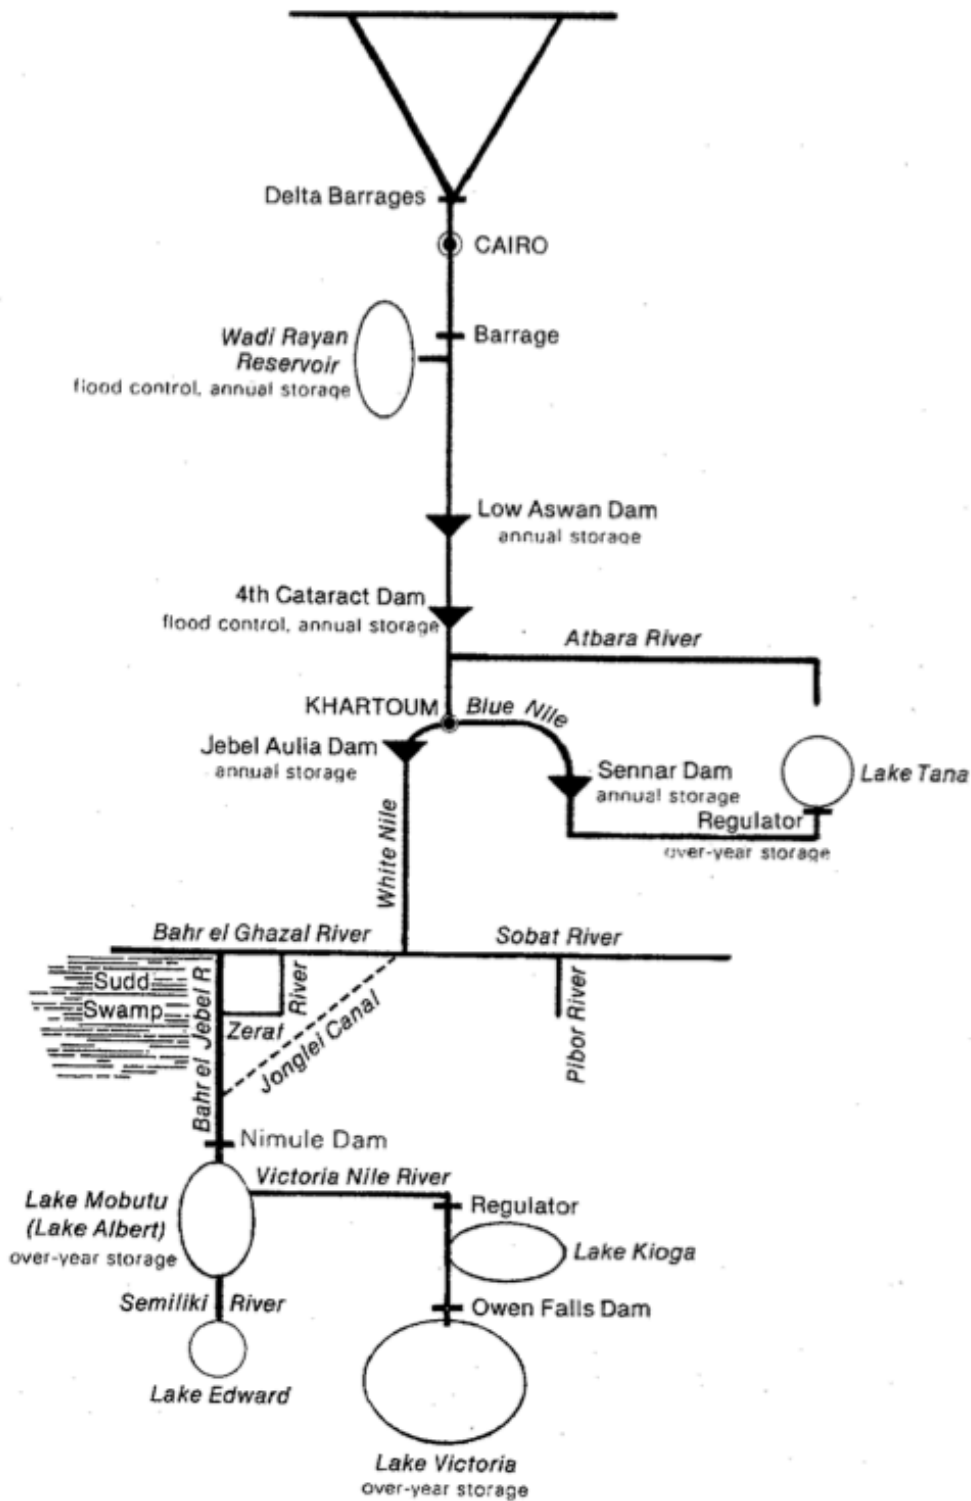 Delta Barrages
CAIRO
Barrage
Wadi Rayan
Reservoir
flood control, annual storage
Low Aswan Dam
annual storage
4th Cataract Dam
flood control, annual storage
Atbara River
KHARTOUM
Blue Nile
Jebel Aulia Dam
annual storage
Sennar Dam
annual storage
Lake Tana
Regulator
over-year storage
White Nile
Bahr el Ghazal River
Sobat River
Sudd
Swamp
Bahr el Jebel R
Zeraf
River
Jonglei Canal
Pibor River
Nimule Dam
Victoria Nile River
Lake Mobutu
(Lake Albert)
over-year storage
Regulator
Lake Kioga
Semiliki River
Owen Falls Dam
Lake Edward
Lake Victoria
over-year storage